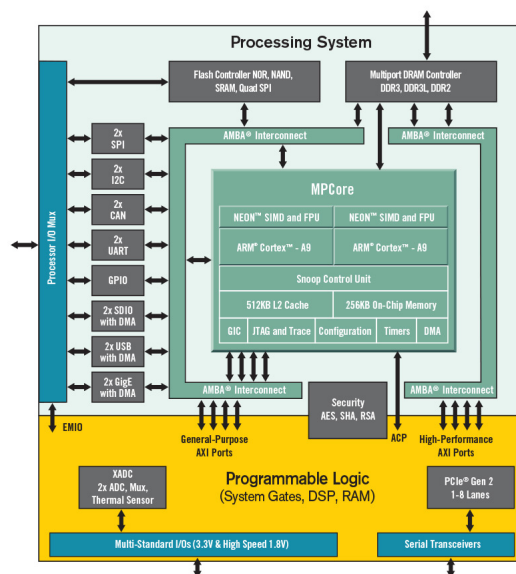 Processing System
Flash Controller NOR, NAND,
SRAM, Quad SPI
Multiport DRAM Controller
DDR3, DDR3L, DDR2
Processor I/O Mux
2x
SPI
2x
I2C
2x
CAN
2x
UART
GPIO
2x SDIO
with DMA
2x USB
with DMA
2x GigE
with DMA
AMBA® Interconnect
AMBA® Interconnect
MPCore
NEON™ SIMD and FPU
NEON™ SIMD and FPU
ARM® Cortex™ - A9
ARM® Cortex™ - A9
Snoop Control Unit
512KB L2 Cache
256KB On-Chip Memory
GIC
JTAG and Trace
Configuration
Timers
DMA
AMBA® Interconnect
AMBA® Interconnect
Security
AES, SHA, RSA
EMIO
General-Purpose
AXI Ports
ACP
High-Performance
AXI Ports
Programmable Logic
(System Gates, DSP, RAM)
XADC
2x ADC, Mux,
Thermal Sensor
PCIe® Gen 2
1-8 Lanes
Multi-Standard I/Os (3.3V & High Speed 1.8V)
Serial Transceivers